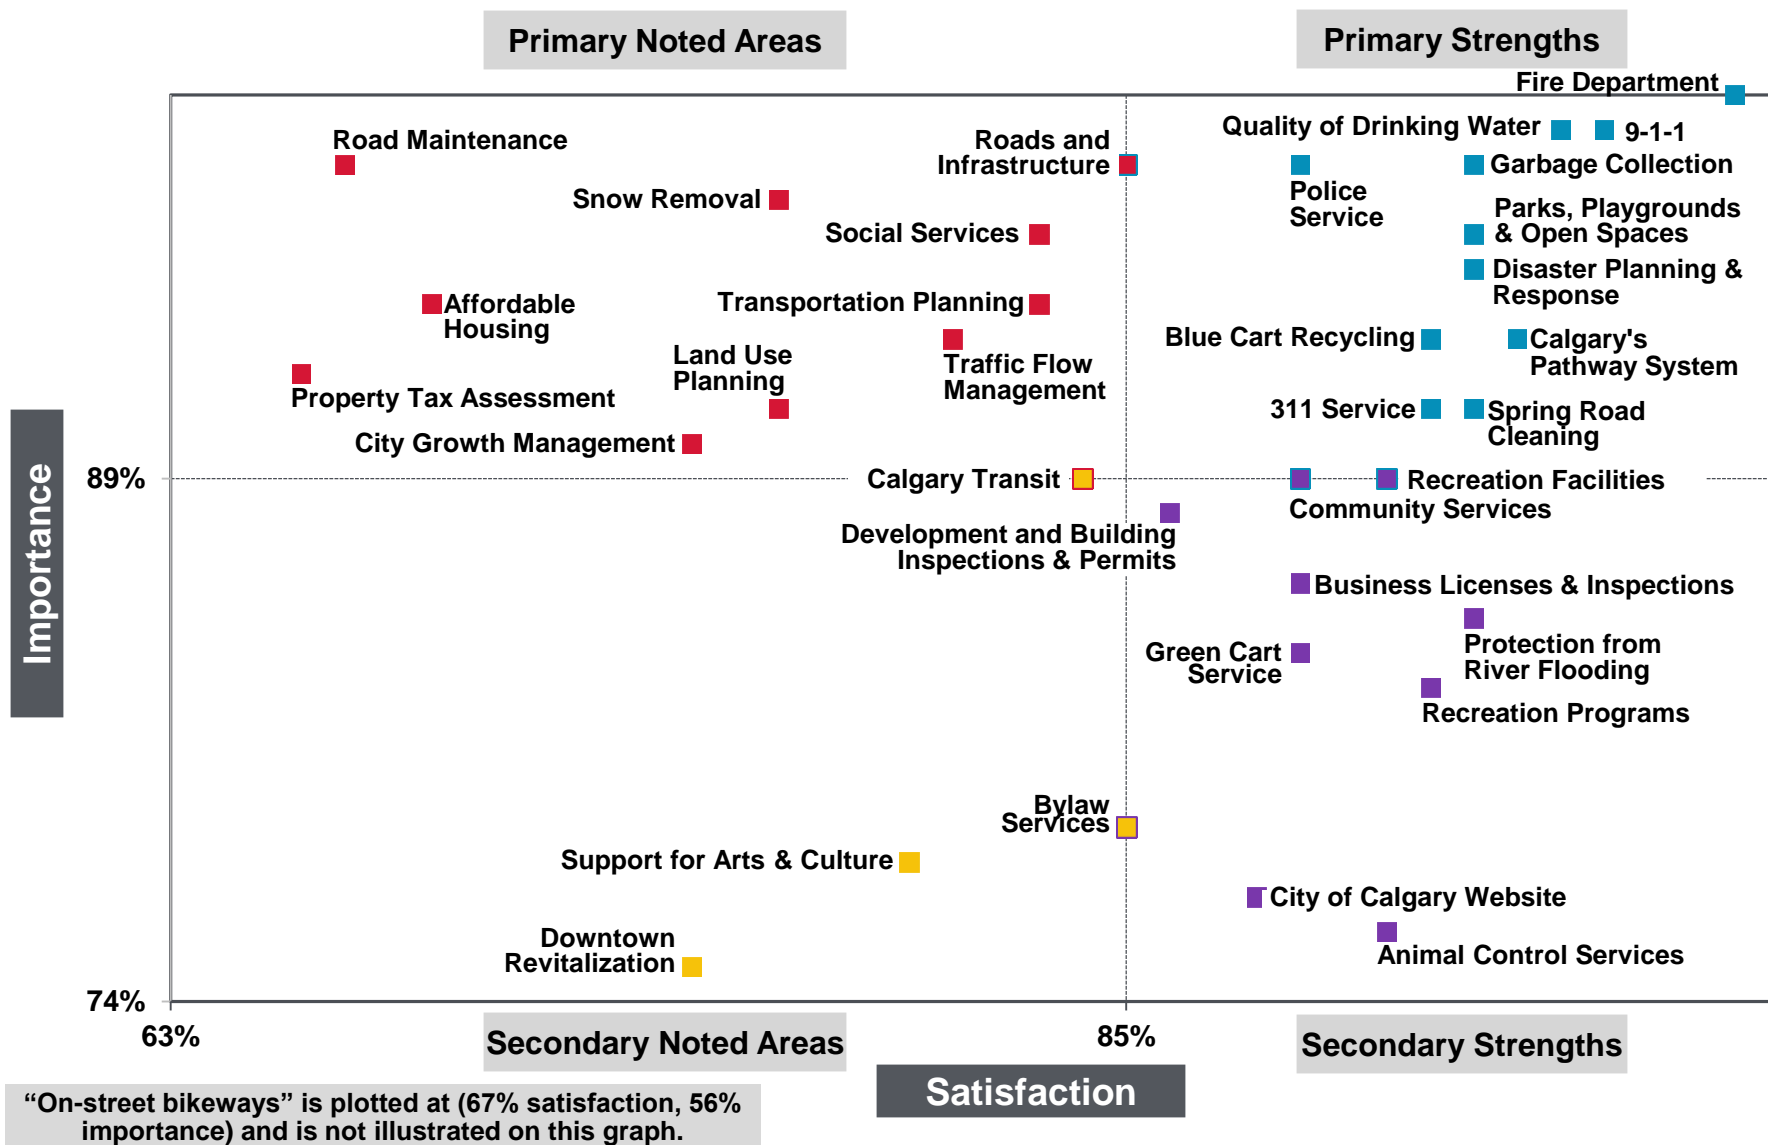 Primary Noted Areas
Primary Strengths
Fire Department
Quality of Drinking Water
9-1-1
Road Maintenance
Roads and
Infrastructure
Garbage Collection
Police
Service
Snow Removal
Parks, Playgrounds
& Open Spaces
Social Services
Disaster Planning &
Response
Affordable
Housing
Transportation Planning
Blue Cart Recycling
Calgary's
Pathway System
Land Use
Planning
Traffic Flow
Management
Property Tax Assessment
311 Service
Spring Road
Cleaning
City Growth Management
89%
Calgary Transit
Recreation Facilities
Community Services
Development and Building
Inspections & Permits
Importance
Business Licenses & Inspections
Green Cart
Service
Protection from
River Flooding
Recreation Programs
Bylaw
Services
Support for Arts & Culture
City of Calgary Website
Downtown
Revitalization
Animal Control Services
74%
63%
85%
Secondary Noted Areas
Secondary Strengths
Satisfaction
“On-street bikeways” is plotted at (67% satisfaction, 56%
importance) and is not illustrated on this graph.